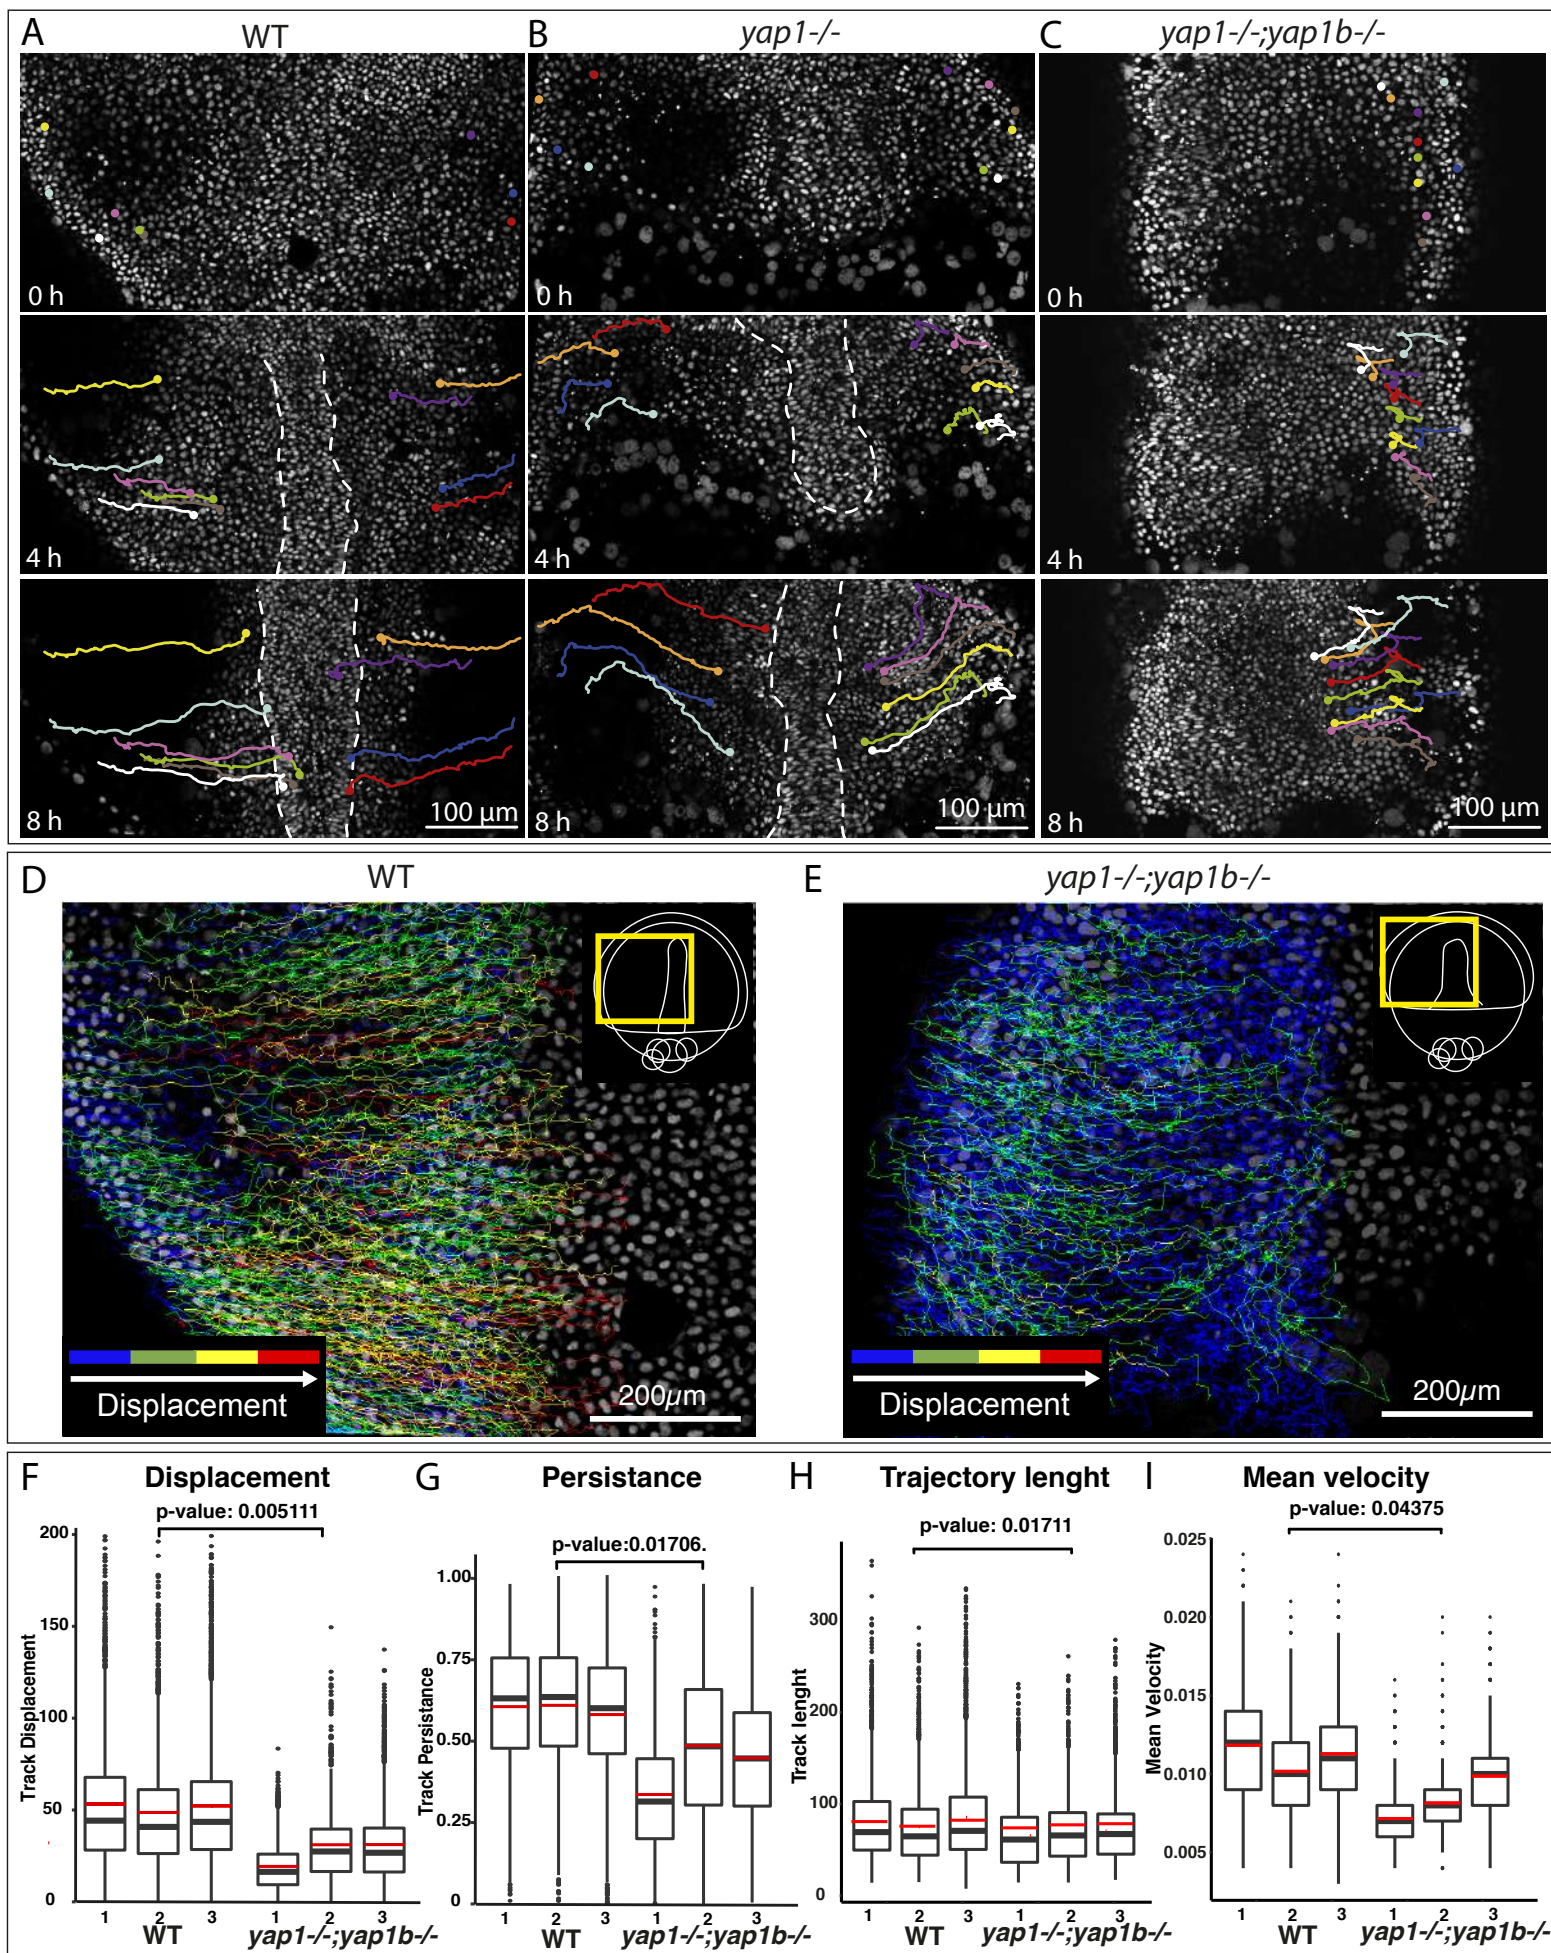 A WT
B yap1-/-
C yap1-/-;yap1b-/-
0 h
0 h
0 h
4 h
4 h
4 h
8 h
100 µm
8 h
100 µm
8 h
100 µm
D WT
E yap1-/-;yap1b-/-
Displacement
200µm
Displacement
200µm
F Displacement
p-value: 0.005111
Track Displacement
200
150
100
50
0
1 2 3 1 2 3
WT yap1-/-;yap1b-/-
G Persistance
p-value:0.01706.
Track Persistance
1.00
0.75
0.50
0.25
0
1 2 3 1 2 3
WT yap1-/-;yap1b-/-
H Trajectory lenght
p-value: 0.01711
Track lenght
300
200
100
0
1 2 3 1 2 3
WT yap1-/-;yap1b-/-
I Mean velocity
p-value: 0.04375
Mean Velocity
0.025
0.020
0.015
0.010
0.005
1 2 3 1 2 3
WT yap1-/-;yap1b-/-